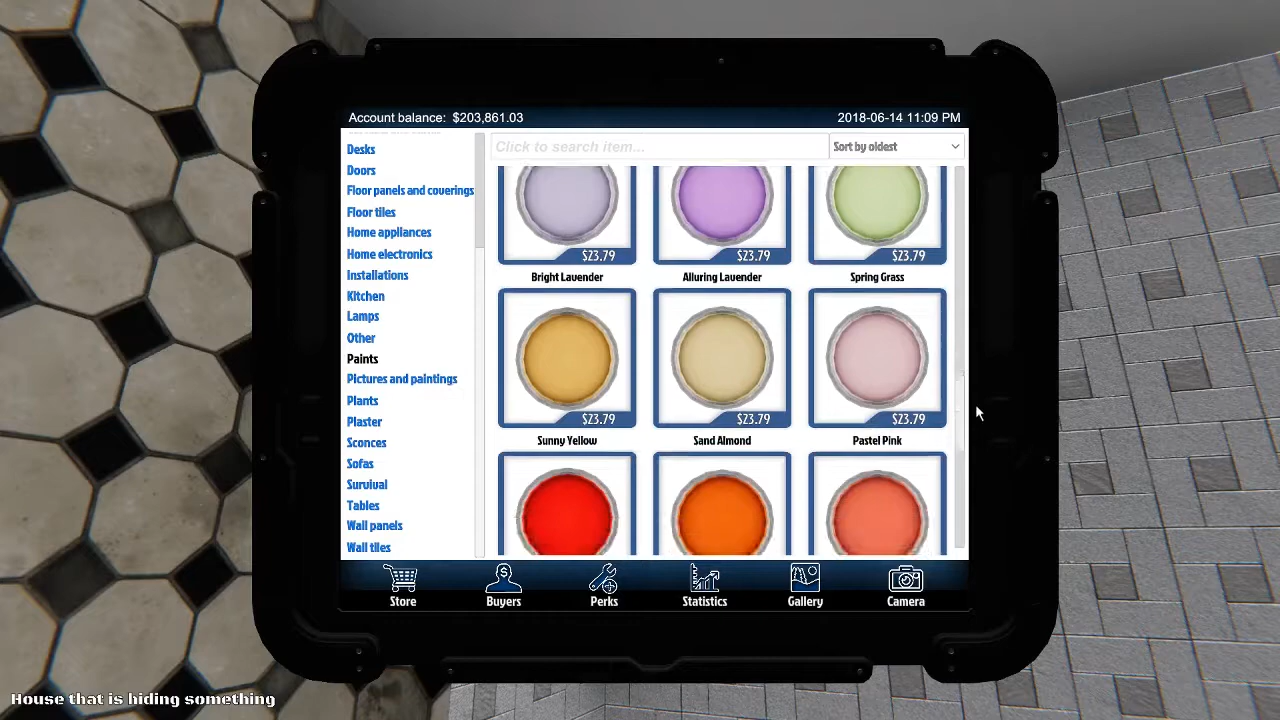 Account balance: $203,861.03
2018-06-14 11:09 PM
Desks
Doors
Floor panels and coverings
Floor tiles
Home appliances
Home electronics
Installations
Kitchen
Lamps
Other
Paints
Pictures and paintings
Plants
Plaster
Sconces
Sofas
Survival
Tables
Wall panels
Wall tiles
Click to search item...
Sort by oldest
$23.79
$23.79
$23.79
Bright Lavender
Alluring Lavender
Spring Grass
$23.79
$23.79
$23.79
Sunny Yellow
Sand Almond
Pastel Pink
Store
Buyers
Perks
Statistics
Gallery
Camera
House that is hiding something